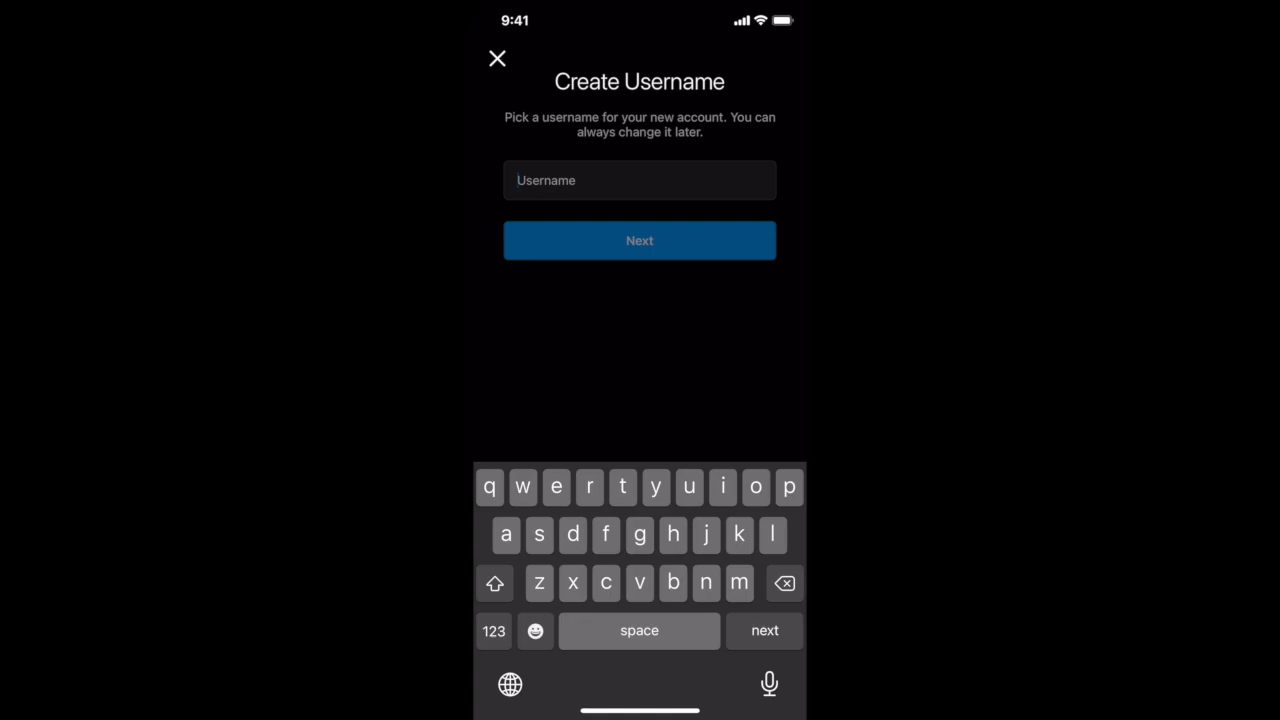 9:41
Create Username
Pick a username for your new account. You can
always change it later.
Username
Next
q w e r t y u i o p
a s d f g h j k l
z x c v b n m
123 space next